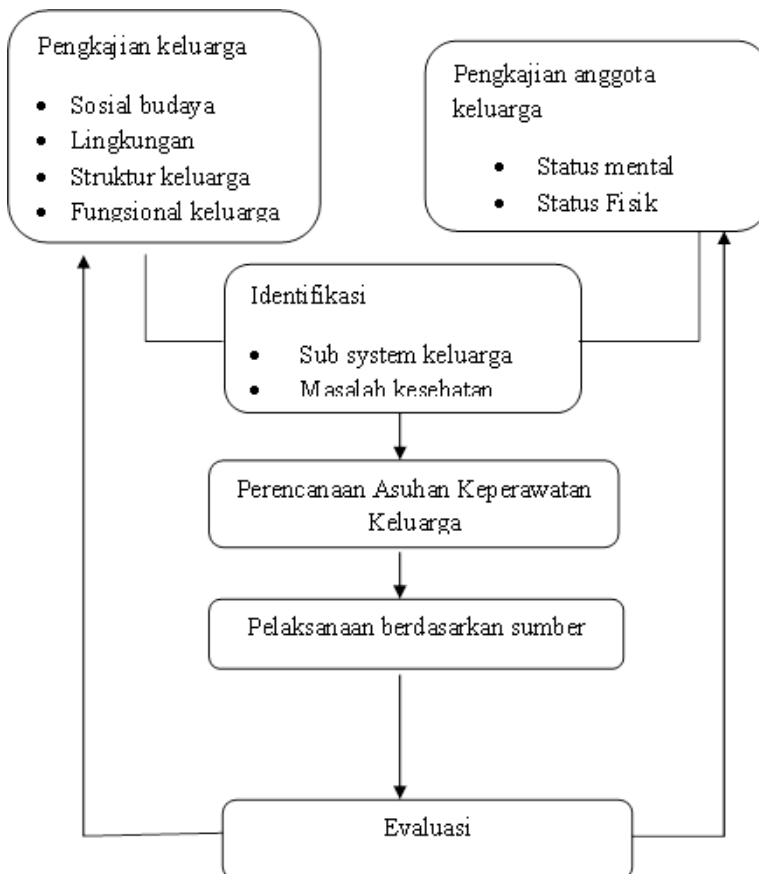 Pengkajian keluarga
• Sosial budaya
• Lingkungan
• Struktur keluarga
• Fungsional keluarga
Pengkajian anggota
keluarga
• Status mental
• Status Fisik
Identifikasi
• Sub system keluarga
• Masalah kesehatan
Perencanaan Asuhan Keperawatan
Keluarga
Pelaksanaan berdasarkan sumber
Evaluasi